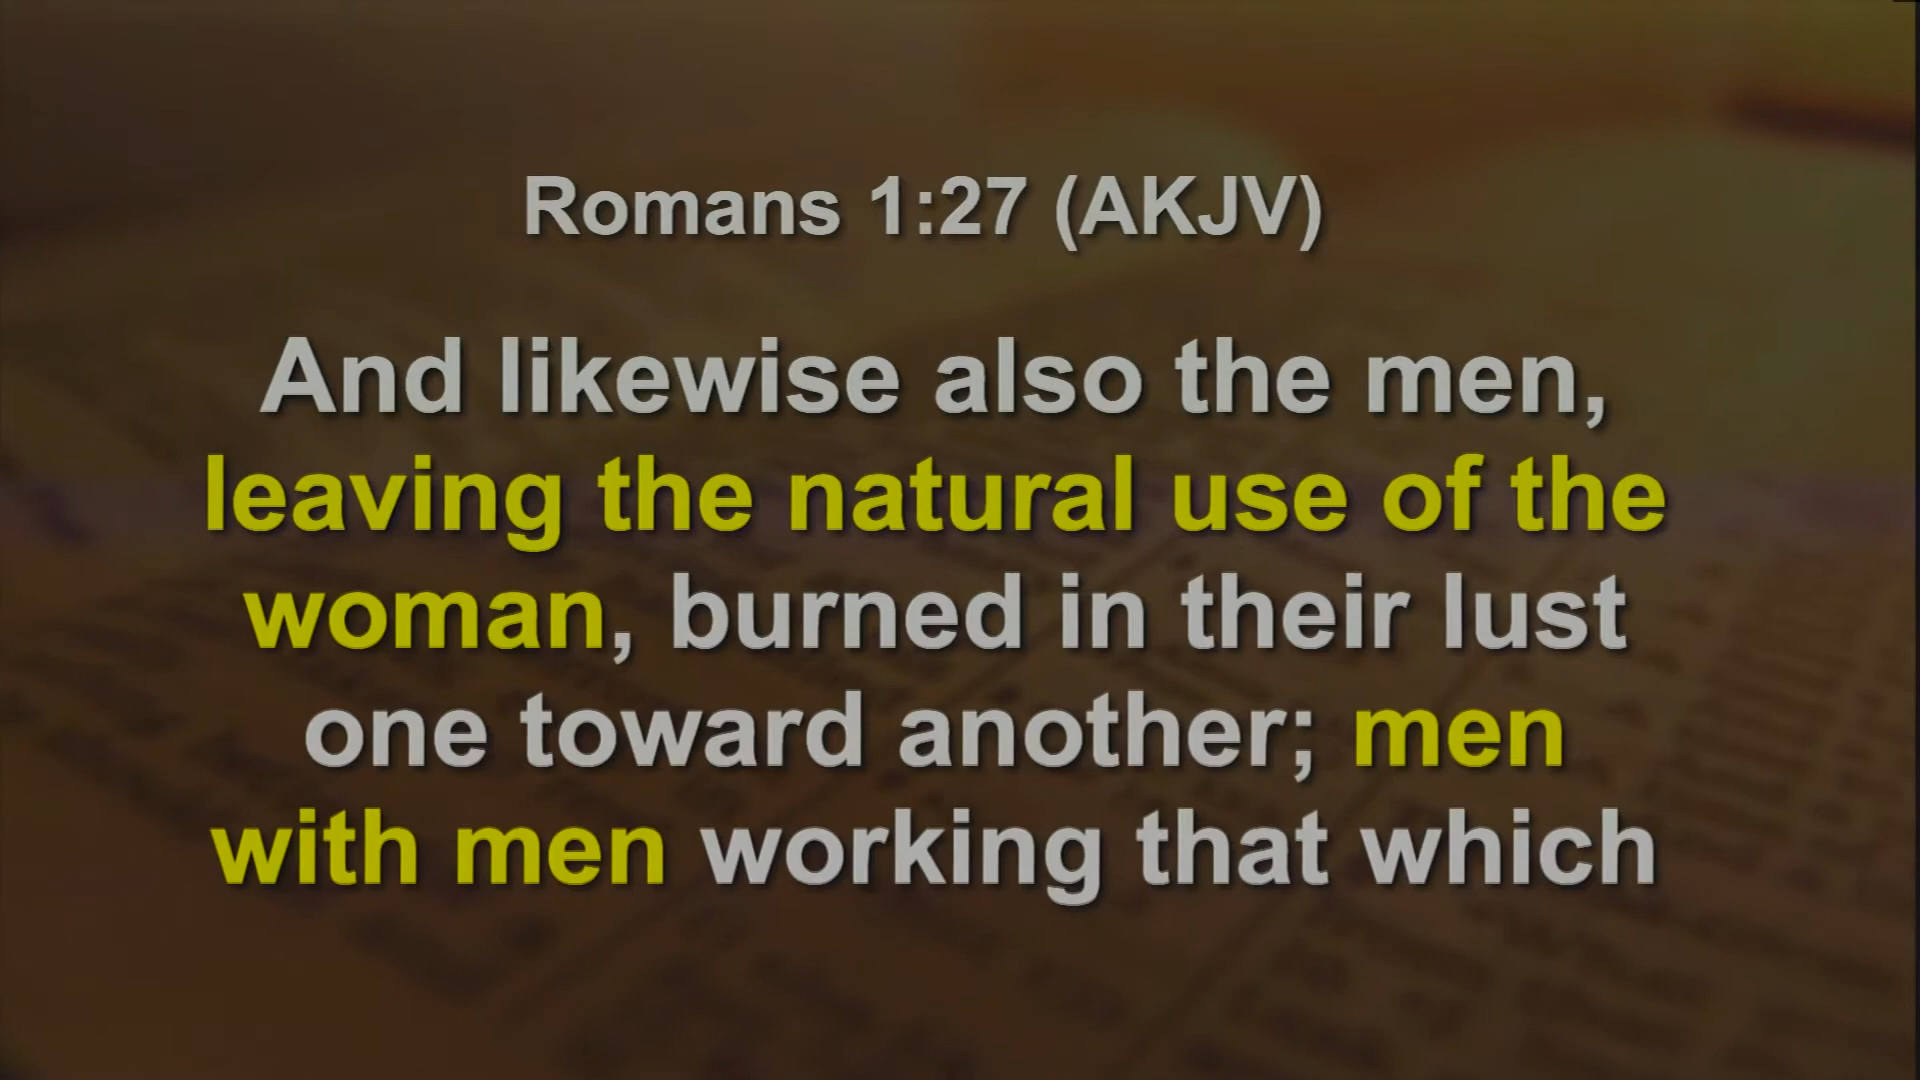 Romans 1:27 (AKJV)
And likewise also the men,
leaving the natural use of the
woman, burned in their lust
one toward another; men
with men working that which